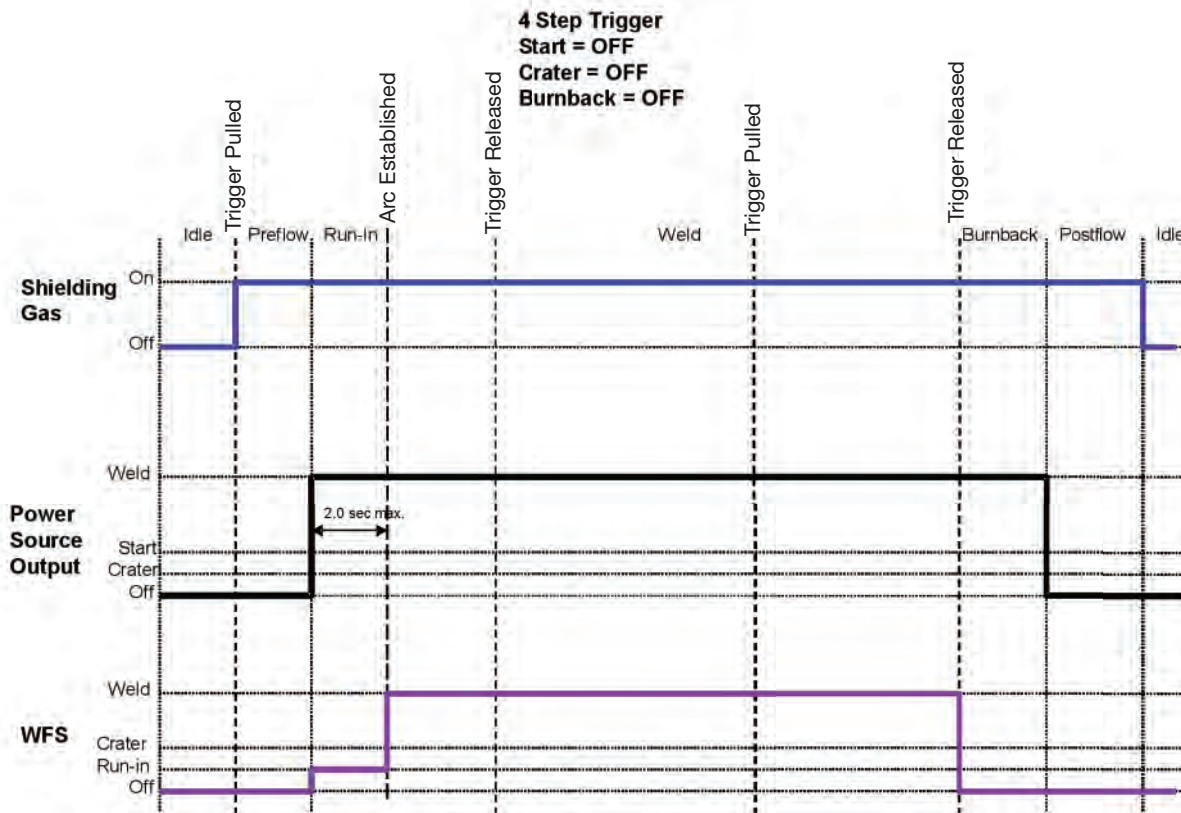 4 Step Trigger
Start = OFF
Crater = OFF
Burnback = OFF
Trigger Pulled
Arc Established
Trigger Released
Trigger Pulled
Trigger Released
Idle
Preflow
Run-In
Weld
Burnback
Postflow
Idle
Shielding
Gas
On
Off
Power
Source
Output
Weld
2.0 sec max.
Start
Crater
Off
WFS
Weld
Crater
Run-in
Off